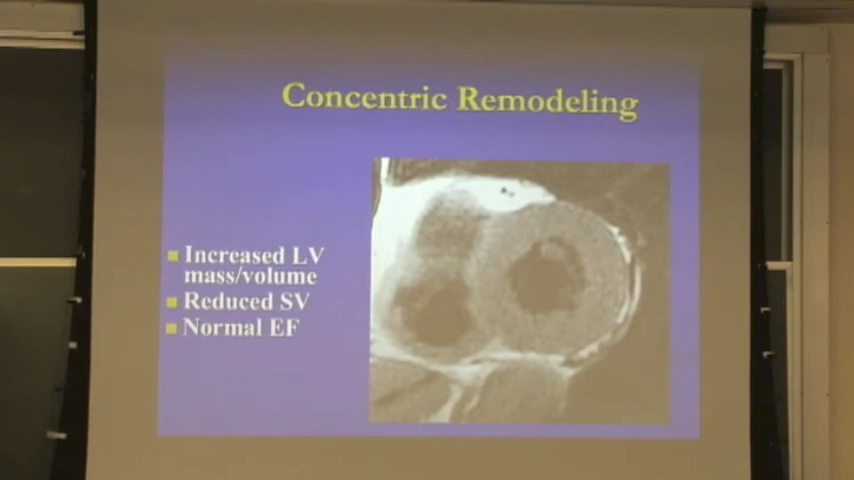 Concentric Remodeling
Increased LV
mass/volume
Reduced SV
Normal EF